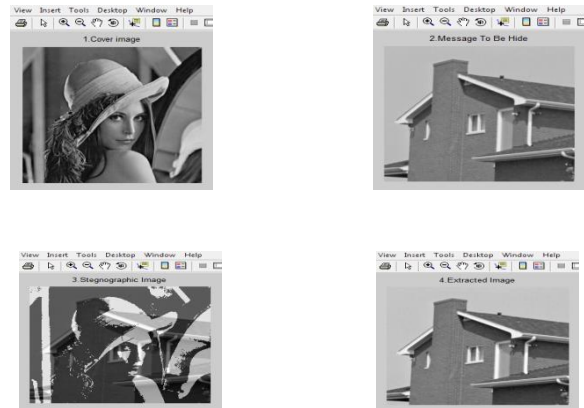 View Insert Tools Desktop Window Help
1.Cover image
View Insert Tools Desktop Window Help
2.Message To Be Hide
View Insert Tools Desktop Window Help
3.Stegnographic Image
View Insert Tools Desktop Window Help
4.Extracted Image